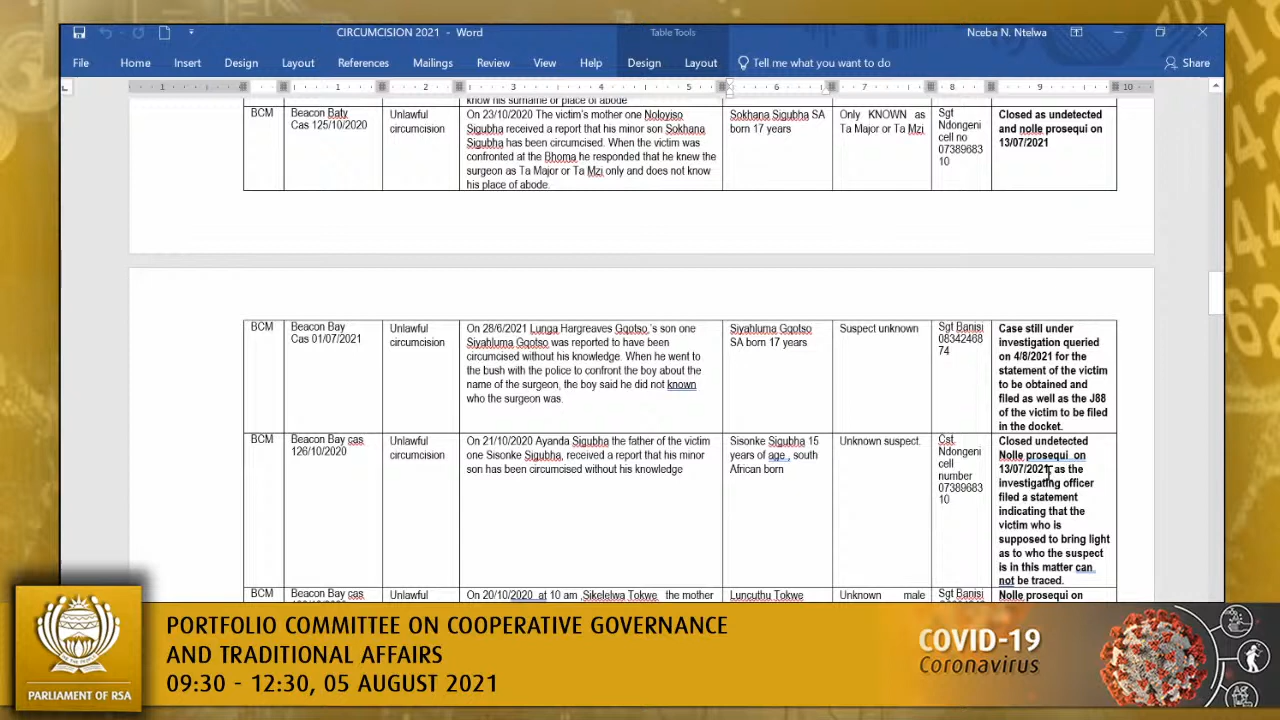 CIRCUMCISION 2021 - Word
Table Tools
Nceba N. Ntelwa
File Home Insert Design Layout References Mailings Review View Help Design Layout Tell me what you want to do Share
1 1 2 3 4 5 6 7 8 9 10
know his surname or place of abode
BCM
Beacon Baty
Cas 125/10/2020
Unlawful
circumcision
On 23/10/2020 The victim's mother one Noloyiso
Sigubha received a report that his minor son Sokhana
Sigubha has been circumcised. When the victim was
confronted at the Bhoma he responded that he knew the
surgeon as Ta Major or Ta Mzi only and does not know
his place of abode.
Sokhana Sigubha SA
born 17 years
Only KNOWN as
Ta Major or Ta Mzi
Sgt
Ndongeni
cell no
07389683
10
Closed as undetected
and nolle prosequi on
13/07/2021
BCM
Beacon Bay
Cas 01/07/2021
Unlawful
circumcision
On 28/6/2021 Lunga Hargreaves Gqotso,'s son one
Siyahluma Gqotso was reported to have been
circumcised without his knowledge. When he went to
the bush with the police to confront the boy about the
name of the surgeon, the boy said he did not known
who the surgeon was.
Siyahluma Gqotso
SA born 17 years
Suspect unknown
Sgt Banisi
08342468
74
Case still under
investigation queried
on 4/8/2021 for the
statement of the victim
to be obtained and
filed as well as the J88
of the victim to be filed
in the docket.
BCM
Beacon Bay cas
126/10/2020
Unlawful
circumcision
On 21/10/2020 Ayanda Sigubha the father of the victim
one Sisonke Sigubha, received a report that his minor
son has been circumcised without his knowledge
Sisonke Sigubha 15
years of age , south
African born
Unknown suspect.
Cst
Ndongeni
cell
number
07389683
10
Closed undetected
Nolle prosequi on
13/07/2021, as the
investigating officer
filed a statement
indicating that the
victim who is
supposed to bring light
as to who the suspect
is in this matter can
not be traced.
BCM
Beacon Bay cas
Unlawful
On 20/10/2020 at 10 am Sikelelwa Tokwe the mother
Luncuthu Tokwe
Unknown male
Sgt Banisi
Nolle prosequi on
PARLIAMENT OF RSA
PORTFOLIO COMMITTEE ON COOPERATIVE GOVERNANCE
AND TRADITIONAL AFFAIRS
09:30 - 12:30, 05 AUGUST 2021
COVID-19
Coronavirus